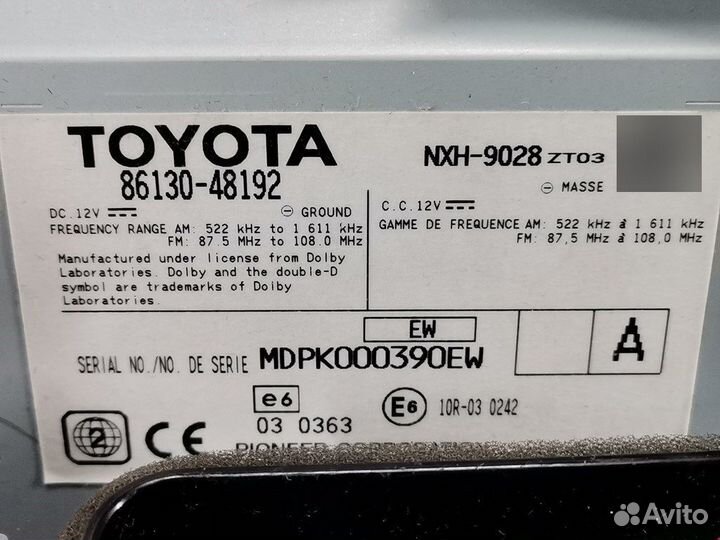 TOYOTA
86130-48192
NXH-9028 ZT03
DC.12V ⎓ ⊖ GROUND
FREQUENCY RANGE AM: 522 kHz to 1 611 kHz
FM: 87.5 MHz to 108.0 MHz
Manufactured under license from Dolby
Laboratories. Dolby and the double-D
symbol are trademarks of Dolby
Laboratories.
⊖ MASSE
C.C.12V ⎓
GAMME DE FREQUENCE AM: 522 kHz à 1 611 kHz
FM: 87,5 MHz à 108,0 MHz
EW
SERIAL NO./NO. DE SERIE MDPK000390EW
A
e6
03 0363
E6 10R-03 0242
2 CE
PIONEER CORPORATION
Avito